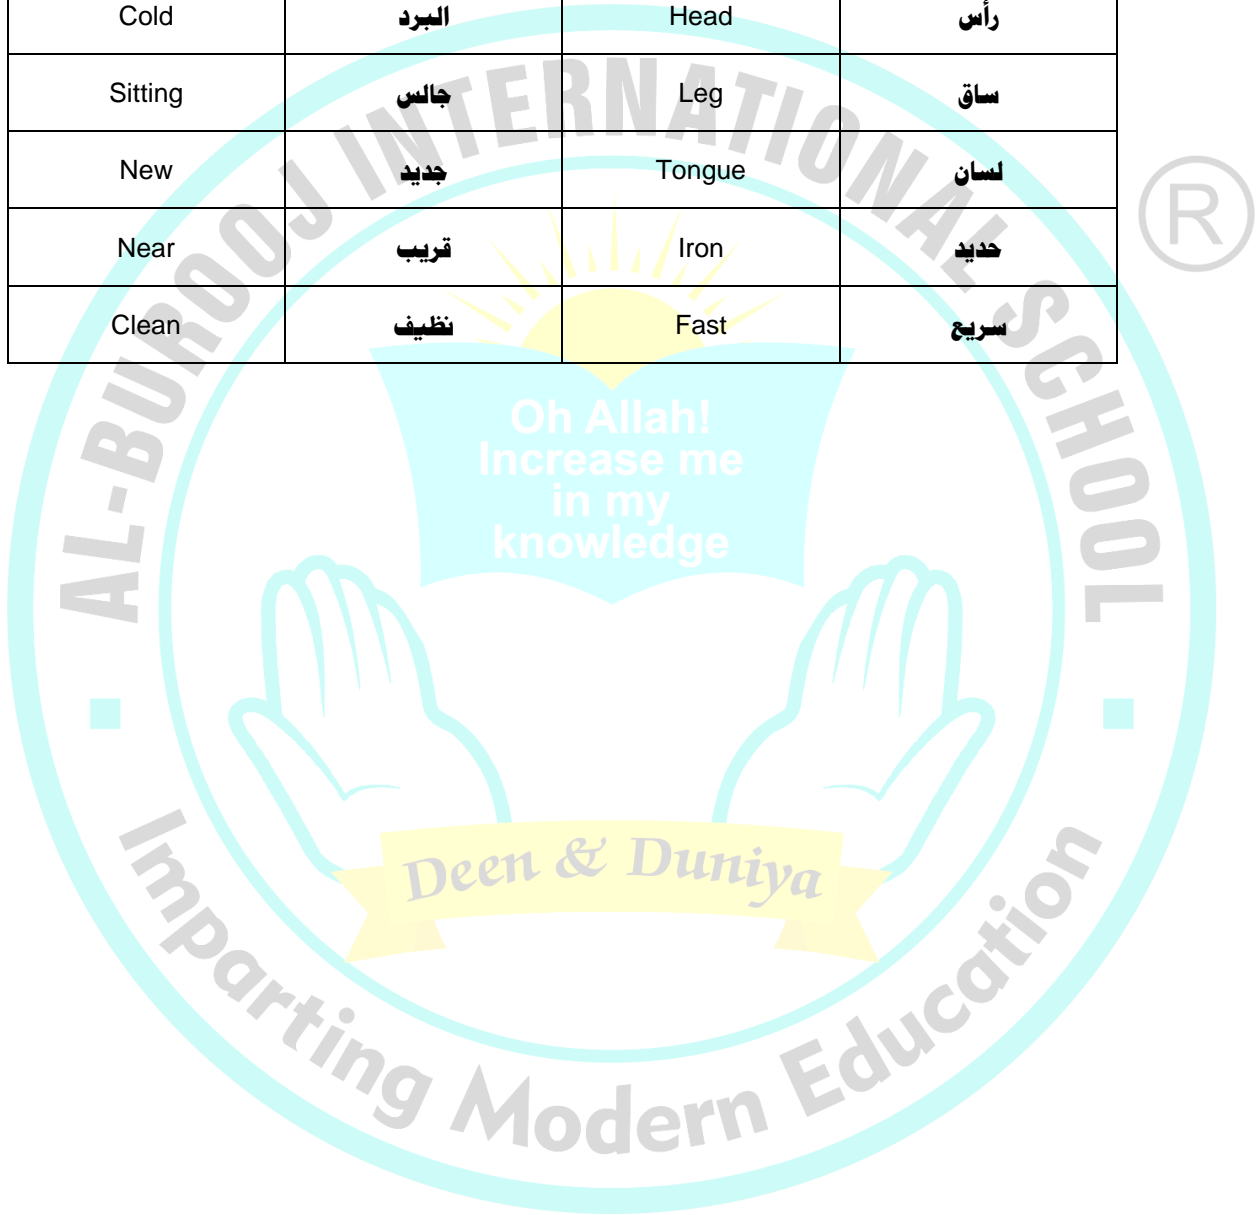 Cold البرد Head رأس
Sitting جالس Leg ساق
New جديد Tongue لسان
Near قريب Iron حديد
Clean نظيف Fast سريع
AL-BUROOJ INTERNATIONAL SCHOOL
®
Oh Allah!
Increase me
in my
knowledge
Deen & Duniya
Imparting Modern Education